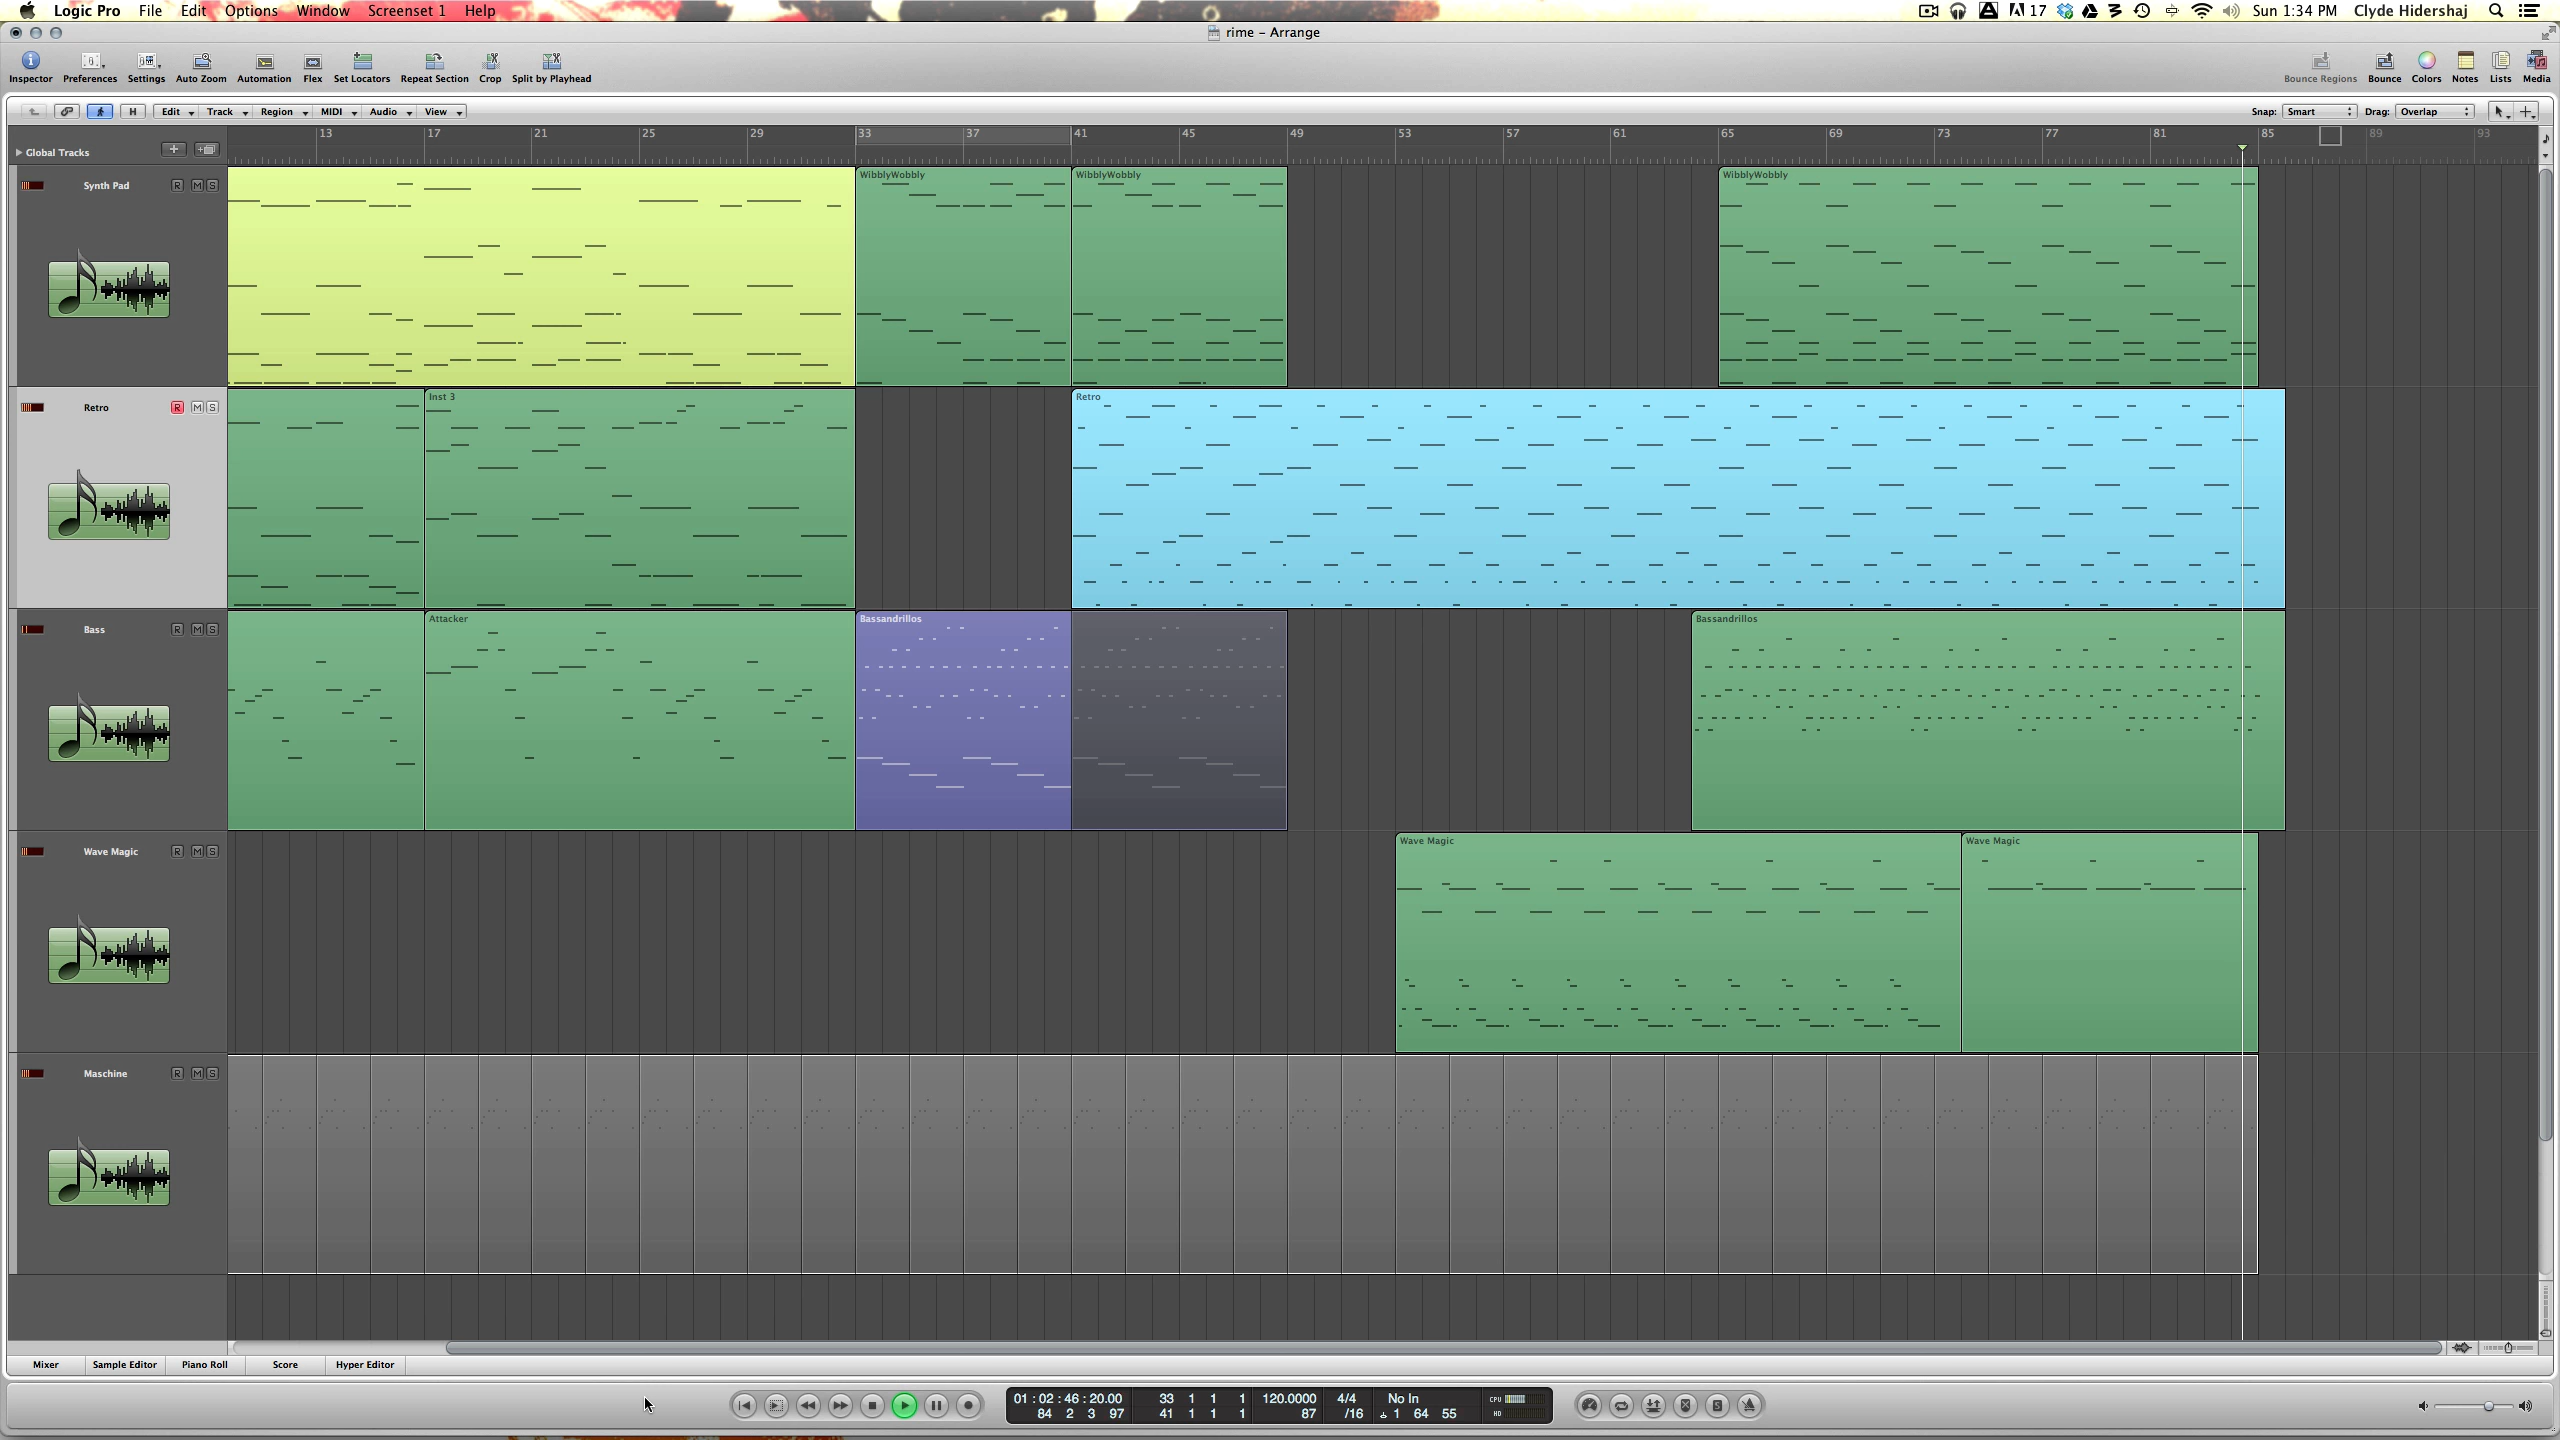 Logic Pro File Edit Options Window Screenset 1 Help 17 Sun 1:34 PM Clyde Hidershaj
rime – Arrange
Inspector Preferences Settings Auto Zoom Automation Flex Set Locators Repeat Section Crop Split by Playhead Bounce Regions Bounce Colors Notes Lists Media
H Edit Track Region MIDI Audio View Snap: Smart Drag: Overlap
13 17 21 25 29 33 37 41 45 49 53 57 61 65 69 73 77 81 85 89 93
Global Tracks
Synth Pad R M S WibblyWobbly WibblyWobbly WibblyWobbly
Retro R M S Inst 3 Retro
Bass R M S Attacker Bassandrillos Bassandrillos
Wave Magic R M S Wave Magic Wave Magic
Maschine R M S
Mixer Sample Editor Piano Roll Score Hyper Editor
01 : 02 : 46 : 20.00 33 1 1 1 120.0000 4/4 No In CPU
84 2 3 97 41 1 1 1 87 /16 1 64 55 HD